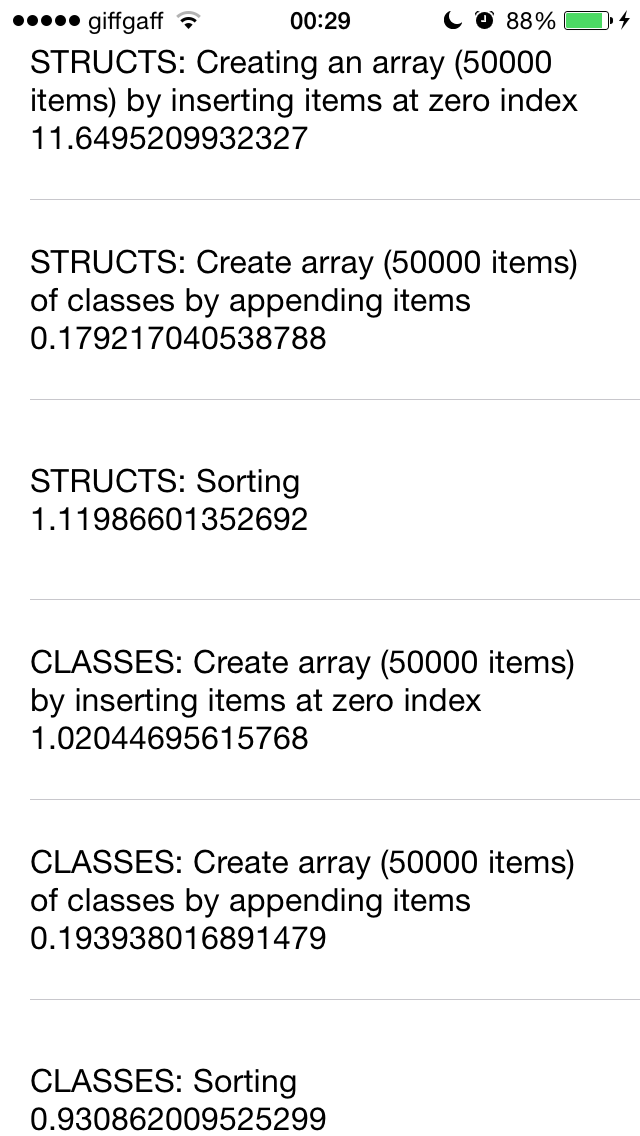 giffgaff 00:29 88%
STRUCTS: Creating an array (50000
items) by inserting items at zero index
11.6495209932327
STRUCTS: Create array (50000 items)
of classes by appending items
0.179217040538788
STRUCTS: Sorting
1.11986601352692
CLASSES: Create array (50000 items)
by inserting items at zero index
1.02044695615768
CLASSES: Create array (50000 items)
of classes by appending items
0.193938016891479
CLASSES: Sorting
0.930862009525299